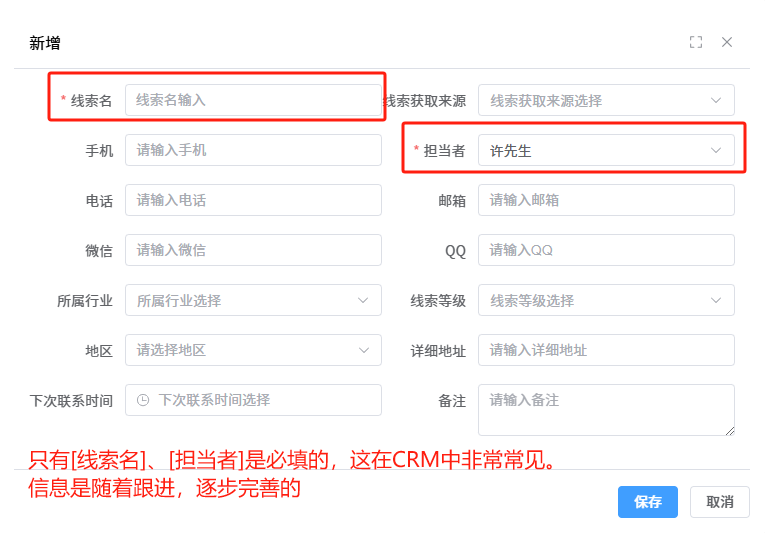 新增
* 线索名 线索名输入 线索获取来源 线索获取来源选择
手机 请输入手机 * 担当者 许先生
电话 请输入电话 邮箱 请输入邮箱
微信 请输入微信 QQ 请输入QQ
所属行业 所属行业选择 线索等级 线索等级选择
地区 请选择地区 详细地址 请输入详细地址
下次联系时间 下次联系时间选择 备注 请输入备注
只有[线索名]、[担当者]是必填的，这在CRM中非常常见。
信息是随着跟进，逐步完善的
保存 取消